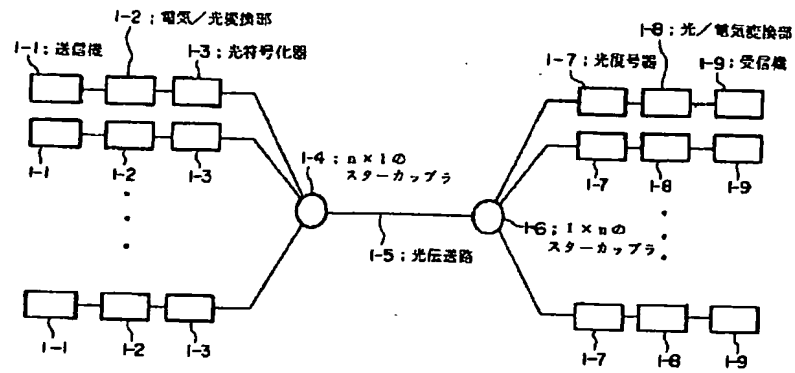 1-2 : 電気/光変換部
1-1 : 送信機
1-3 : 光符号化器
1-1
1-2
1-3
1-4 ; n×1の
スターカップラ
1-5 ; 光伝送路
1-1
1-2
1-3
1-8 : 光/電気変換部
1-7 : 光復号器
1-9 : 受信機
1-7
1-8
1-9
1-6 ; 1×nの
スターカップラ
1-7
1-8
1-9